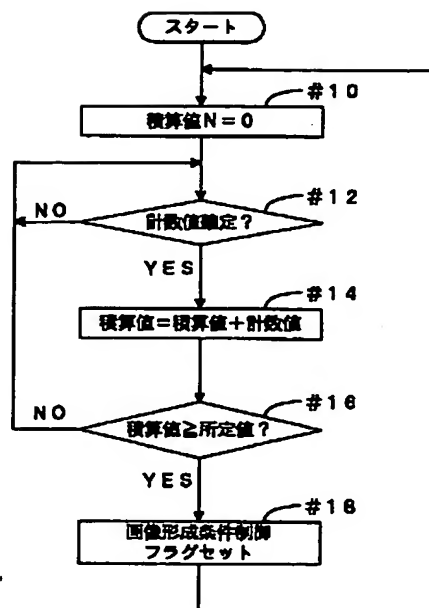 スタート
#10
積算値N=0
#12
計数値確定?
NO
YES
#14
積算値=積算値+計数値
#16
積算値≧所定値?
NO
YES
#18
画像形成条件制御
フラグセット